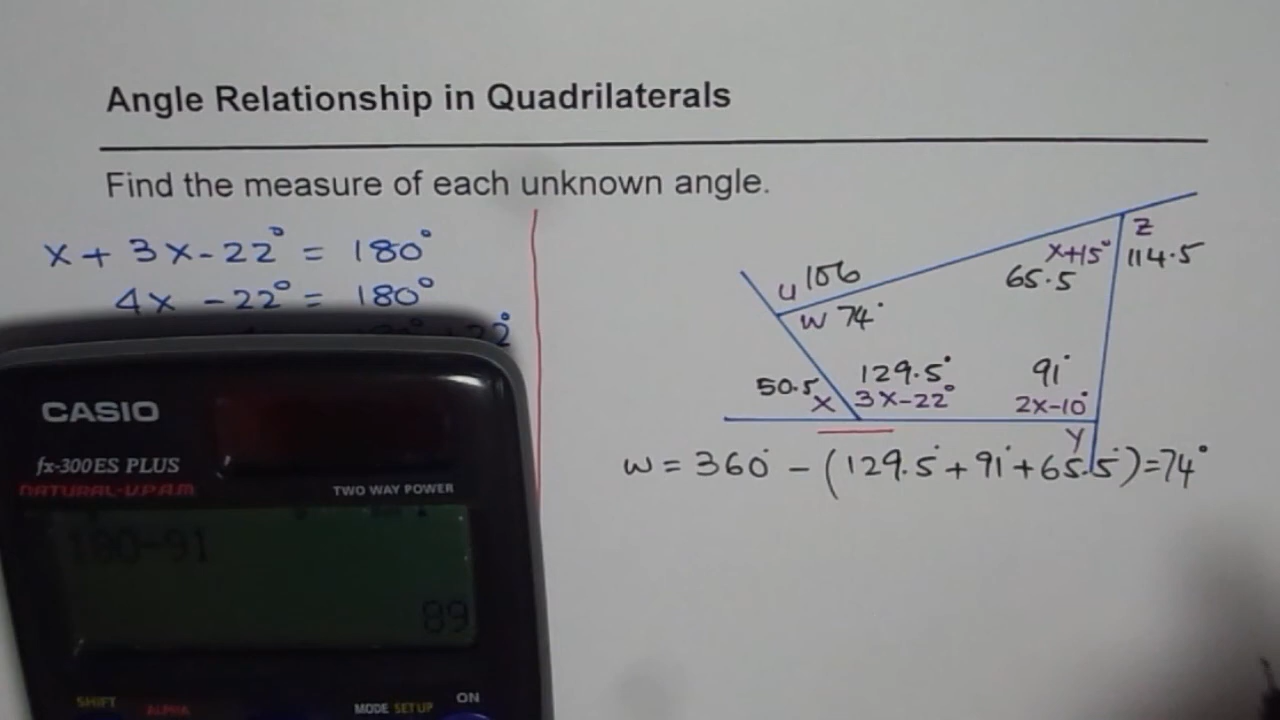 Angle Relationship in Quadrilaterals
Find the measure of each unknown angle.
x + 3x - 22° = 180°
4x - 22° = 180°
z
x+15° 114.5
65.5
u 106
w 74°
50.5 129.5° 91°
x 3x-22° 2x-10°
y
w = 360° - (129.5° + 91° + 65.5°) = 74°
CASIO
fx-300ES PLUS
NATURAL-V.P.A.M.
TWO WAY POWER
180-91
89
SHIFT ALPHA MODE SETUP ON